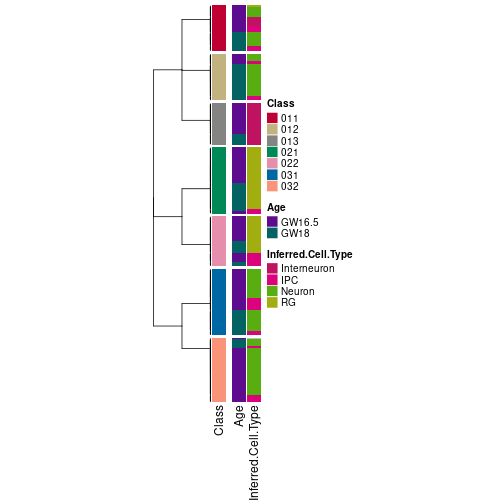 Class
011
012
013
021
022
031
032
Age
GW16.5
GW18
Inferred.Cell.Type
Interneuron
IPC
Neuron
RG
Class
Age
Inferred.Cell.Type